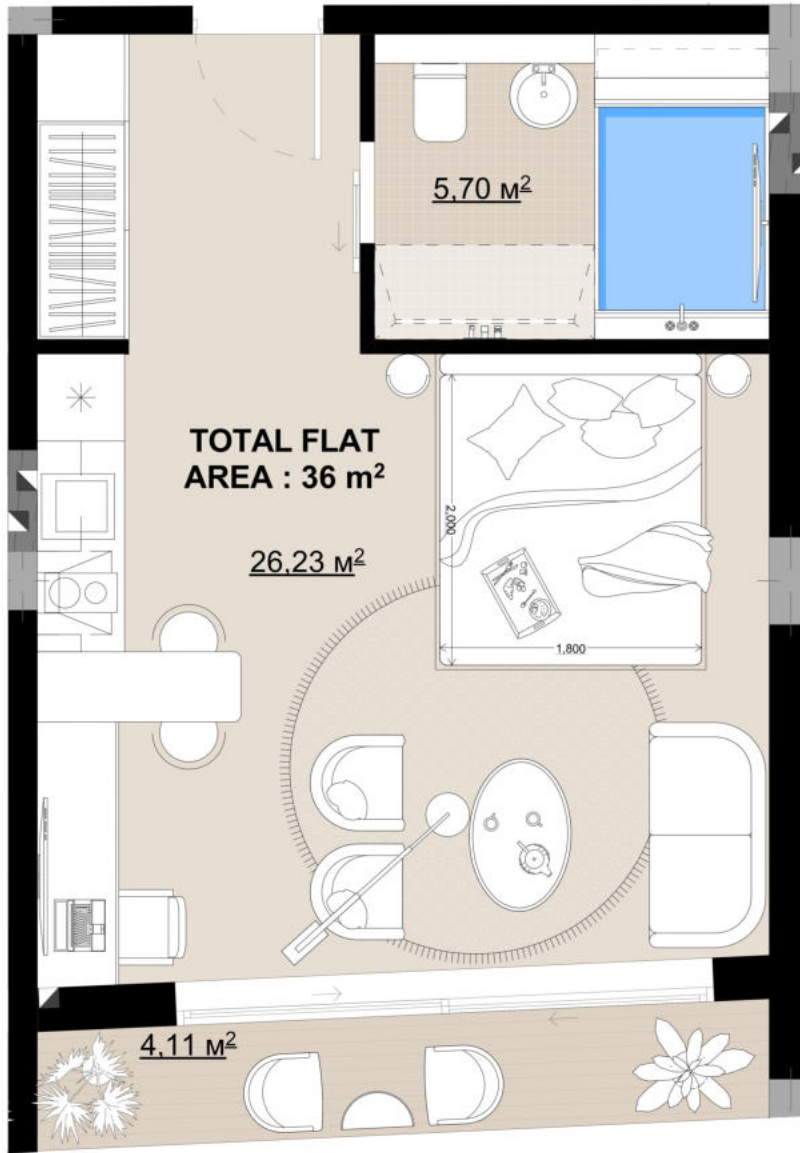 5,70 м²
TOTAL FLAT
AREA : 36 m²
26,23 м²
2,000
1,800
4,11 м²